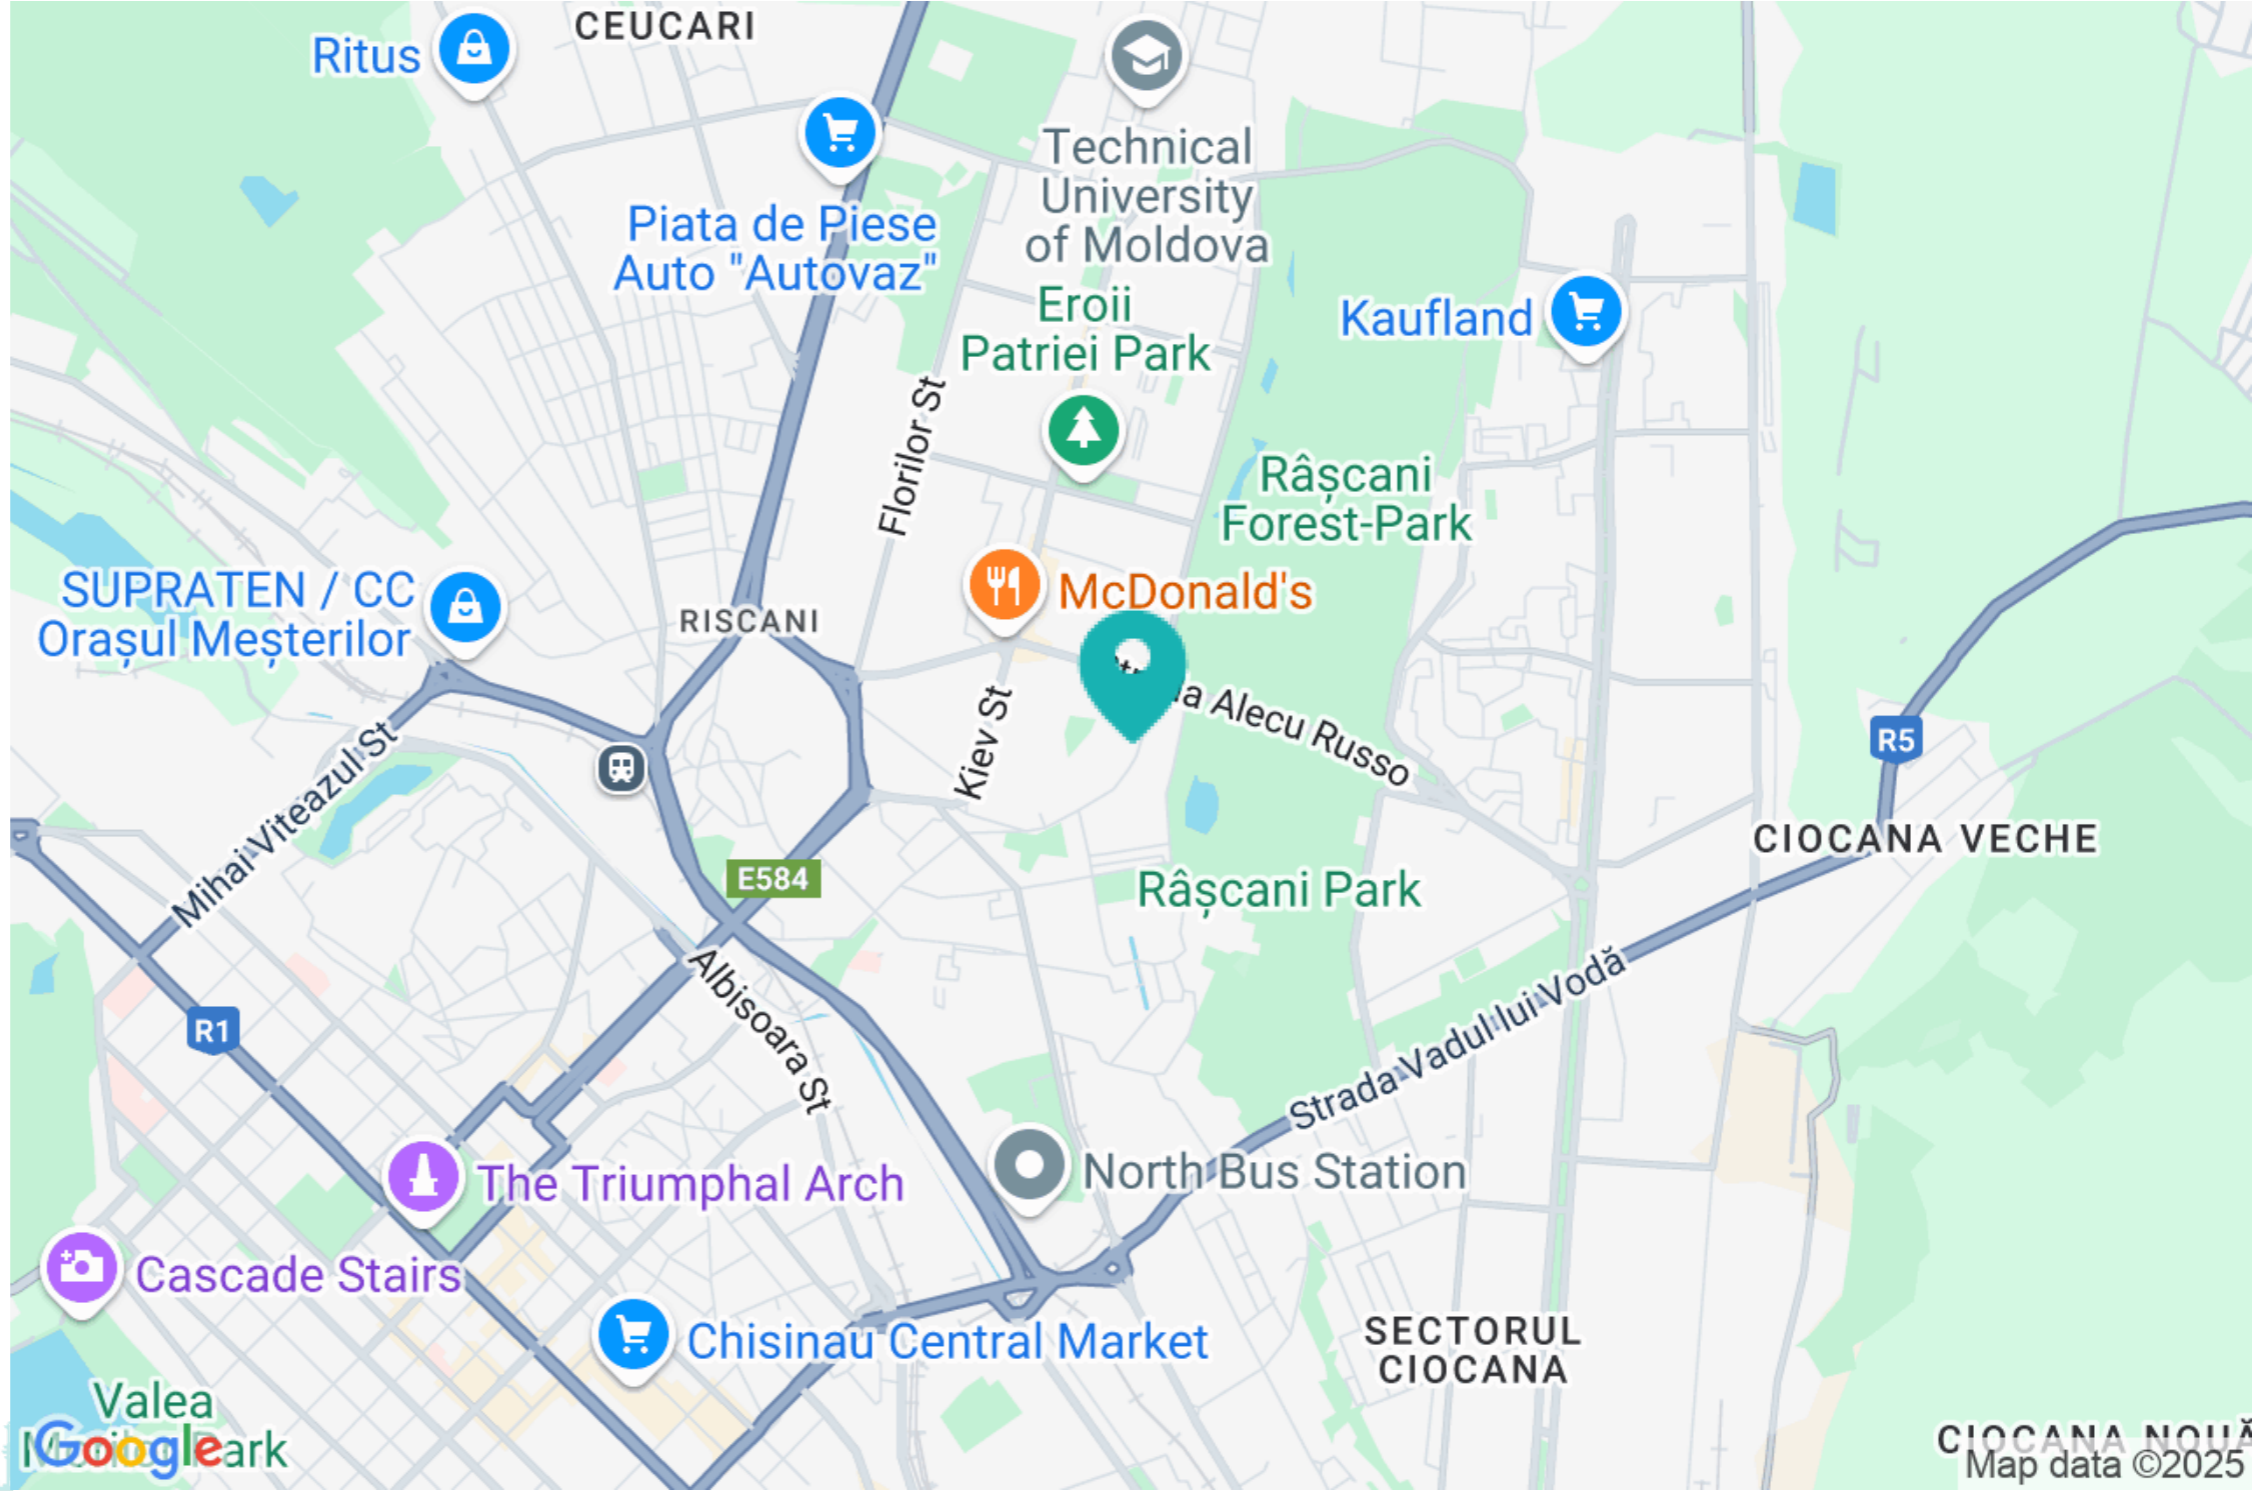 CEUCARI
Ritus
Technical
University
of Moldova
Piata de Piese
Auto "Autovaz"
Eroii
Patriei Park
Kaufland
Florilor St
Râșcani
Forest-Park
SUPRATEN / CC
Orașul Meșterilor
McDonald's
RISCANI
Alecu Russo
Kiev St
R5
Mihai Viteazul St
CIOCANA VECHE
E584
Râșcani Park
Albisoara St
Strada Vadul lui Vodă
R1
The Triumphal Arch
North Bus Station
Cascade Stairs
Chisinau Central Market
SECTORUL
CIOCANA
Valea
Google
CIOCANA NOUĂ
Map data ©2025